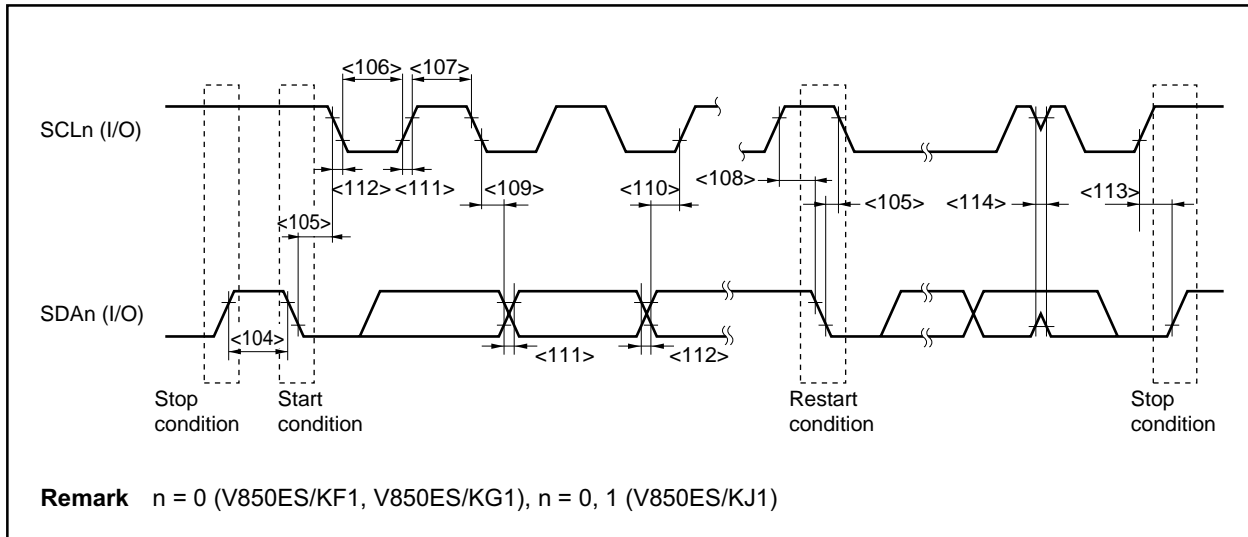 <106> <107>
SCLn (I/O)
<112> <111> <109> <110> <108> <105> <114> <113>
<105>
SDAn (I/O)
<104>
<111> <112>
Stop
condition
Start
condition
Restart
condition
Stop
condition
Remark n = 0 (V850ES/KF1, V850ES/KG1), n = 0, 1 (V850ES/KJ1)